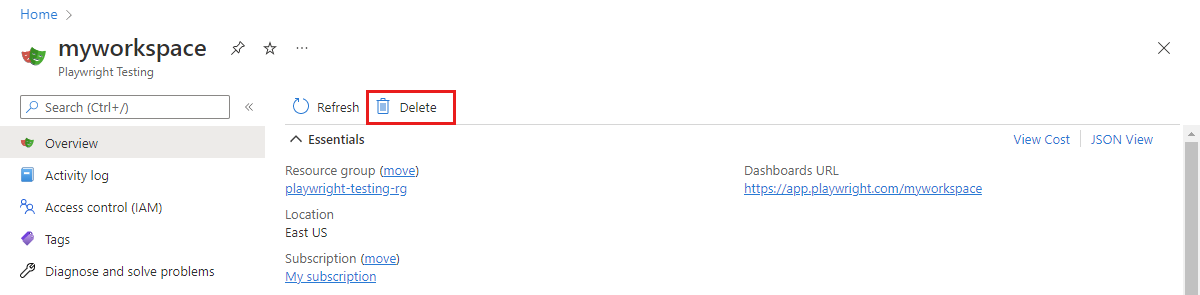 Home
myworkspace
Playwright Testing
Search (Ctrl+/)
Refresh
Delete
Overview
Activity log
Access control (IAM)
Tags
Diagnose and solve problems
Essentials
View Cost
JSON View
Resource group (move)
playwright-testing-rg
Location
East US
Subscription (move)
My subscription
Dashboards URL
https://app.playwright.com/myworkspace